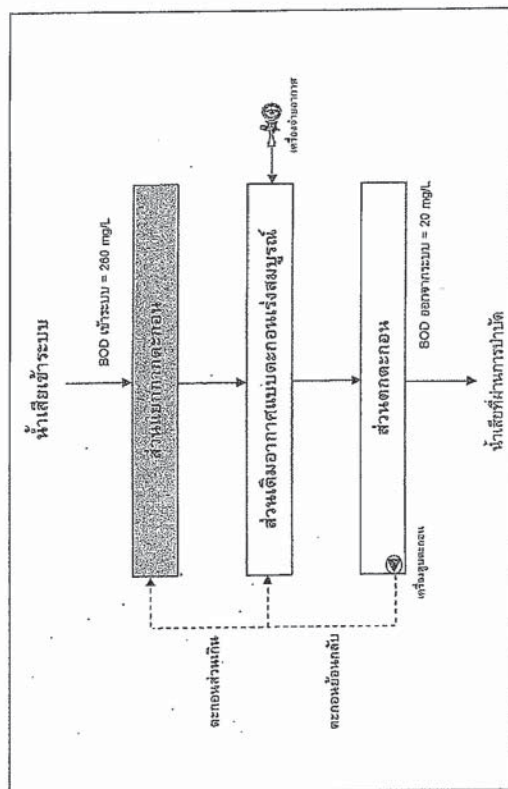 น้ำเสียเข้าระบบ
BOD เข้าระบบ = 260 mg/L
ส่วนแยกกากตะกอน
ส่วนเติมอากาศแบบตะกอนเร่งสมบูรณ์
เครื่องจ่ายอากาศ
ตะกอนส่วนเกิน
ส่วนตกตะกอน
เครื่องสูบตะกอน
ตะกอนย้อนกลับ
BOD ออกจากระบบ = 20 mg/L
น้ำเสียที่ผ่านการบำบัด